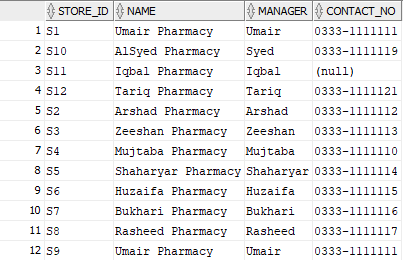 STORE_ID NAME MANAGER CONTACT_NO
1 S1 Umair Pharmacy Umair 0333-1111111
2 S10 AlSyed Pharmacy Syed 0333-1111119
3 S11 Iqbal Pharmacy Iqbal (null)
4 S12 Tariq Pharmacy Tariq 0333-1111121
5 S2 Arshad Pharmacy Arshad 0333-1111112
6 S3 Zeeshan Pharmacy Zeeshan 0333-1111113
7 S4 Mujtaba Pharmacy Mujtaba 0333-1111110
8 S5 Shaharyar Pharmacy Shaharyar 0333-1111114
9 S6 Huzaifa Pharmacy Huzaifa 0333-1111115
10 S7 Bukhari Pharmacy Bukhari 0333-1111116
11 S8 Rasheed Pharmacy Rasheed 0333-1111117
12 S9 Umair Pharmacy Umair 0333-1111111